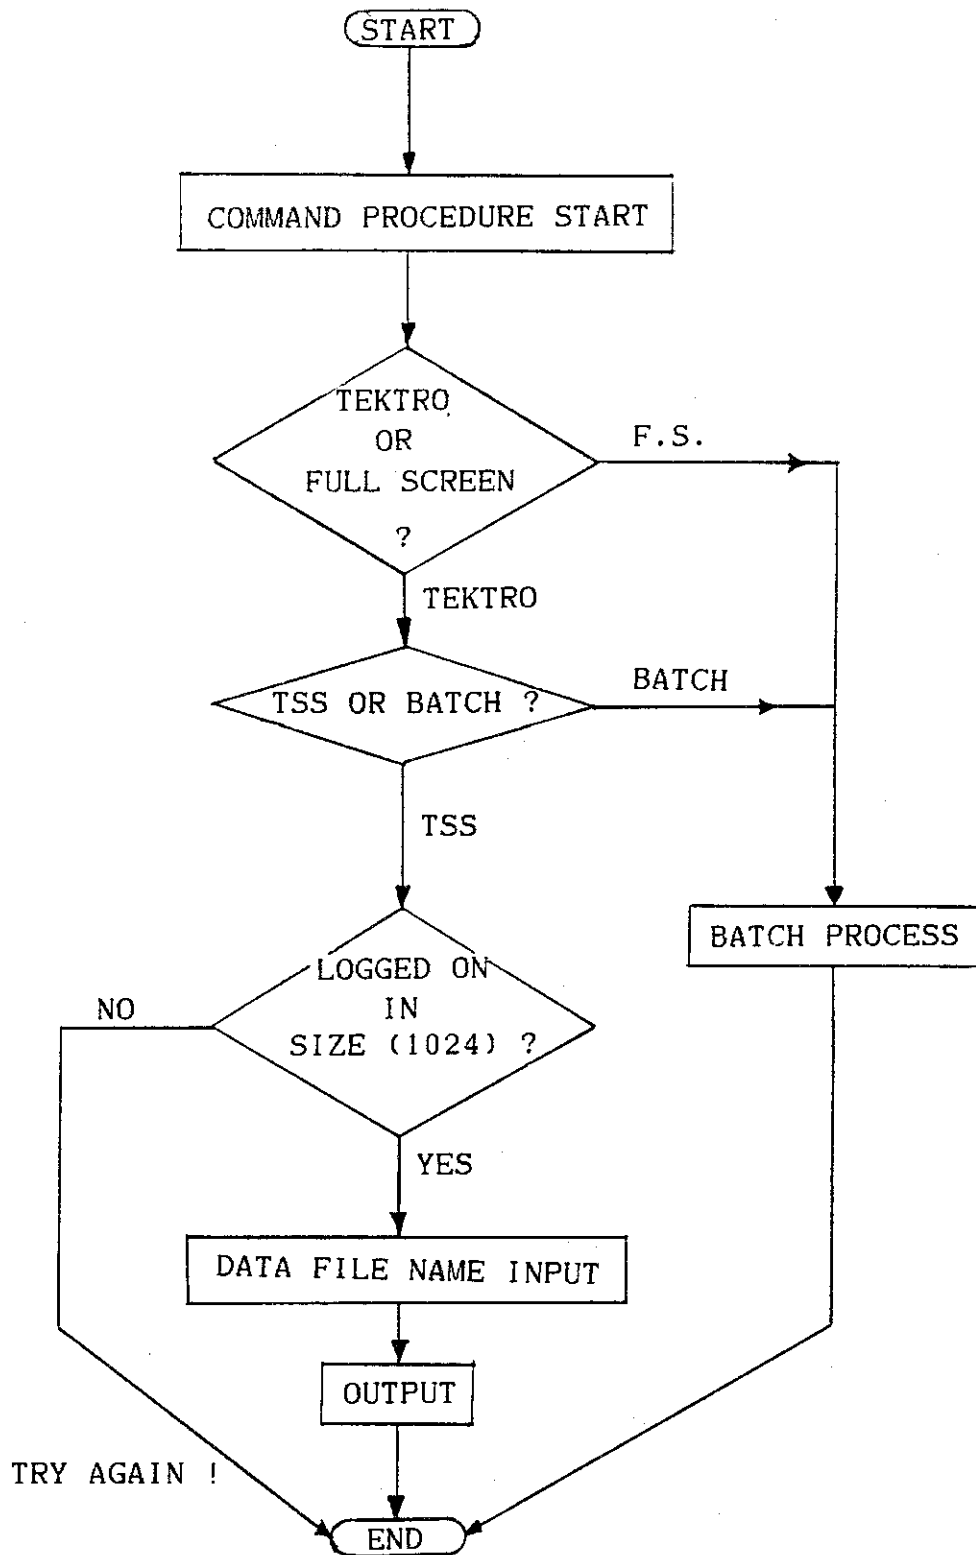 START
COMMAND PROCEDURE START
TEKTRO
OR
FULL SCREEN
?
F.S.
TEKTRO
TSS OR BATCH ?
BATCH
TSS
BATCH PROCESS
LOGGED ON
IN
SIZE (1024) ?
NO
YES
DATA FILE NAME INPUT
OUTPUT
TRY AGAIN !
END